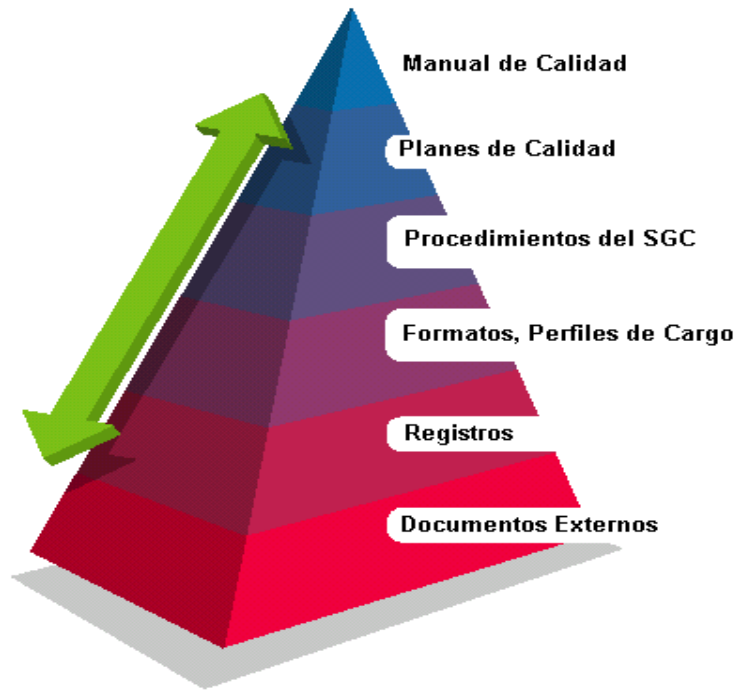 Manual de Calidad
Planes de Calidad
Procedimientos del SGC
Formatos, Perfiles de Cargo
Registros
Documentos Externos